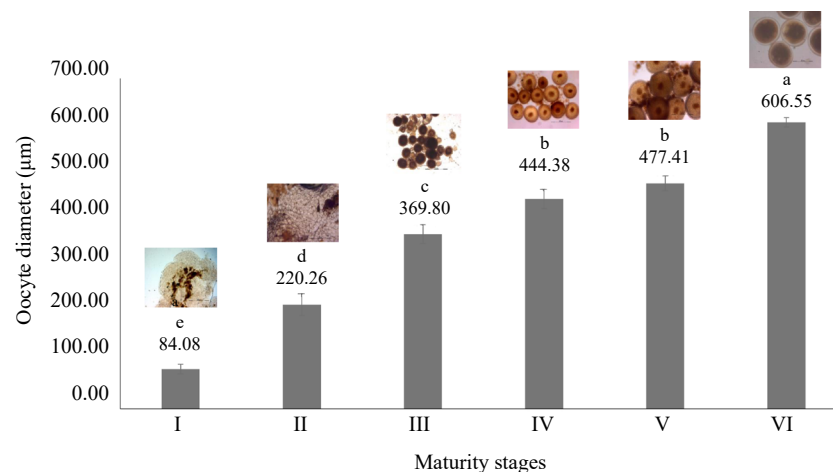 700.00
600.00
500.00
400.00
300.00
200.00
100.00
0.00
Oocyte diameter (µm)
e
84.08
d
220.26
c
369.80
b
444.38
b
477.41
a
606.55
I
II
III
IV
V
VI
Maturity stages